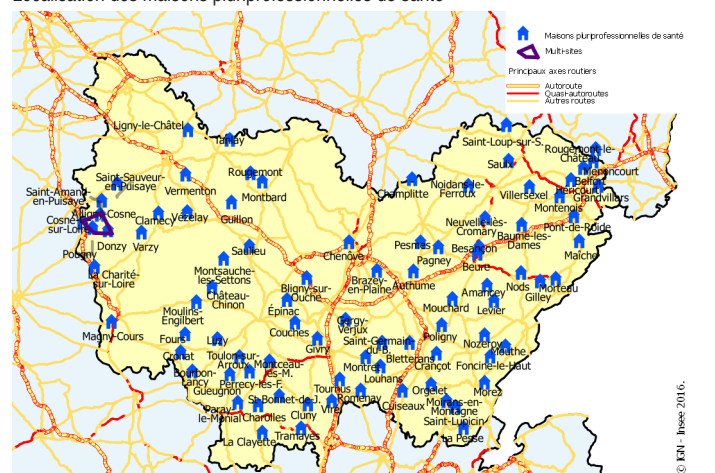 Localisation des maisons pluriprofessionnelles de santé
Maisons pluriprofessionnelles de santé
Multi-sites
Principaux axes routiers
Autoroute
Quasi-autoroutes
Autres routes
Ligny-le-Châtel
Tanlay
Saint-Loup-sur-S.
Rougemont-le-
Château
Saulx
Saint-Sauveur-
en-Puisaye
Vermenton
Rougemont
Montbard
Champlitte
Noidans-le-
Ferroux
Villersexel
Belfort
Grandvillars
Montenois
Saint-Amand-
en-Puisaye
Cosne
Cosne-
sur-Loire
Clamecy
Vézelay
Guillon
Neuvelle-lès-
Cromary
Baume-les-
Dames
Pont-de-Roide
Donzy
Varzy
Saulieu
Chenôve
Pesmes
Pagney
Besançon
Beure
Maîche
Pougny
La Charité-
sur-Loire
Montsauche-
les-Settons
Bligny-sur-
Ouche
Brazey-
en-Plaine
Authume
Amancey
Nods
Gilley
Morteau
Château-
Chinon
Épinac
Mouchard
Levier
Moulins-
Engilbert
Magny-Cours
Couches
Gergy-
Verjux
Fours
Luzy
Givry
Saint-Germain-
du-B.
Poligny
Nozeroy
Mouthe
Cronat
Toulon-sur-
Arroux
Montceau-
les-M.
Bletterans
Crançot
Foncine-le-Haut
Bourbon-
Lancy
Perrecy-les-F.
Montret
Louhans
Gueugnon
Tournus
Romenay
Orgelet
Morez
Paray-
le-Monial
St-Bonnet-de-J.
Charolles
Cluny
Viré
Cuiseaux
Moirans-en-
Montagne
Saint-Lupicin
La Clayette
Tramayes
La Pesse
© IGN - Insee 2016.